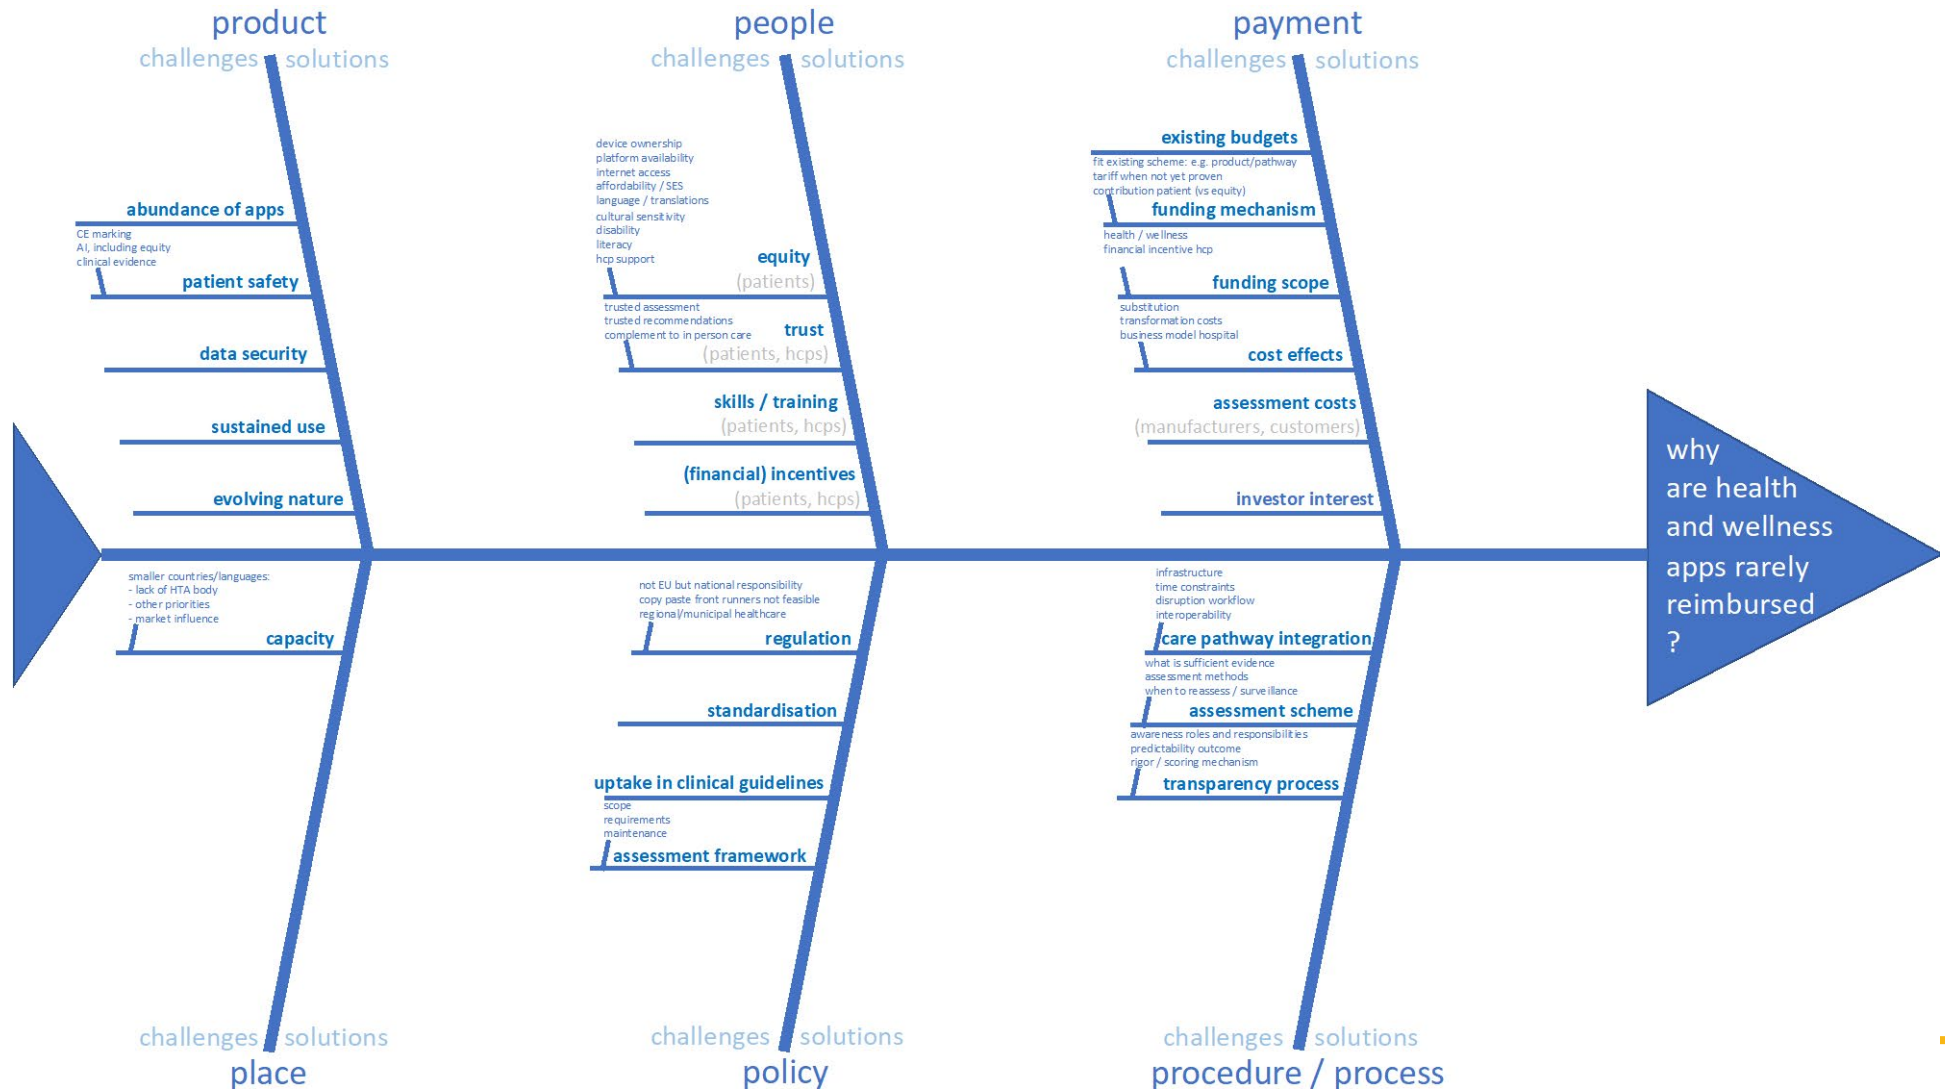 product
challenges solutions
abundance of apps
CE marking
AI, including equity
clinical evidence
patient safety
data security
sustained use
evolving nature
people
challenges solutions
device ownership
platform availability
internet access
affordability / SES
language / translations
cultural sensitivity
disability
literacy
hcp support
equity
(patients)
trusted assessment
trusted recommendations
complement to in person care
trust
(patients, hcps)
skills / training
(patients, hcps)
(financial) incentives
(patients, hcps)
payment
challenges solutions
existing budgets
fit existing scheme: e.g. product/pathway
tariff when not yet proven
contribution patient (vs equity)
funding mechanism
health / wellness
financial incentive hcp
funding scope
substitution
transformation costs
business model hospital
cost effects
assessment costs
(manufacturers, customers)
investor interest
why
are health
and wellness
apps rarely
reimbursed
?
smaller countries/languages:
- lack of HTA body
- other priorities
- market influence
capacity
challenges solutions
place
not EU but national responsibility
copy paste front runners not feasible
regional/municipal healthcare
regulation
standardisation
uptake in clinical guidelines
scope
requirements
maintenance
assessment framework
challenges solutions
policy
infrastructure
time constraints
disruption workflow
interoperability
care pathway integration
what is sufficient evidence
assessment methods
when to reassess / surveillance
assessment scheme
awareness roles and responsibilities
predictability outcome
rigor / scoring mechanism
transparency process
challenges solutions
procedure / process